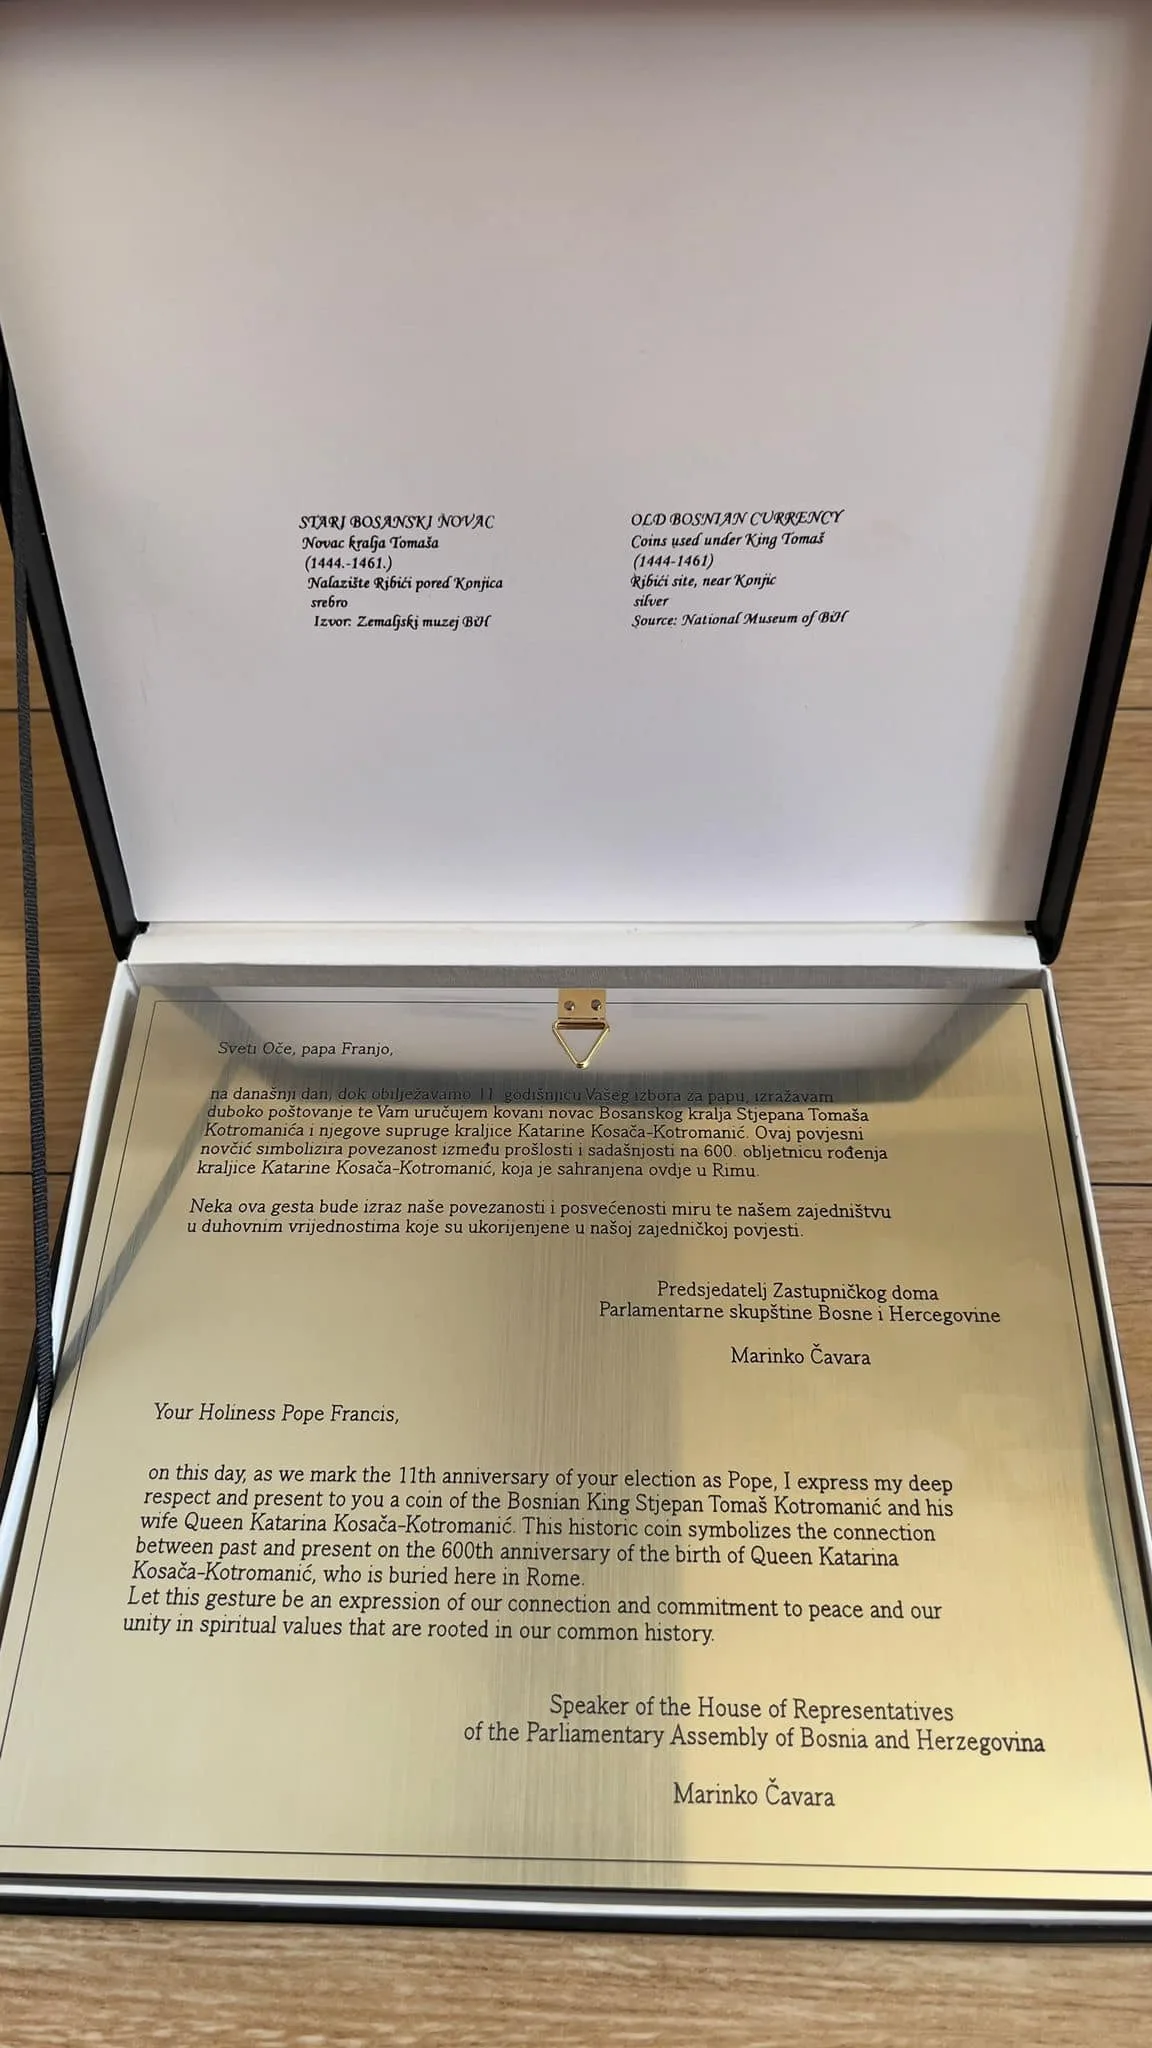 STARI BOSANSKI NOVAC
Novac kralja Tomaša
(1444.-1461.)
Nalazište Ribići pored Konjica
srebro
Izvor: Zemaljski muzej BiH
OLD BOSNIAN CURRENCY
Coins used under King Tomaš
(1444-1461)
Ribići site, near Konjic
silver
Source: National Museum of BiH
Sveti Oče, papa Franjo,
na današnji dan, dok obilježavamo 11 godišnjicu Vašeg izbora za papu, izražavam
duboko poštovanje te Vam uručujem kovani novac Bosanskog kralja Stjepana Tomaša
Kotromanića i njegove supruge kraljice Katarine Kosača-Kotromanić. Ovaj povjesni
novčić simbolizira povezanost između prošlosti i sadašnjosti na 600. obljetnicu rođenja
kraljice Katarine Kosača-Kotromanić, koja je sahranjena ovdje u Rimu.
Neka ova gesta bude izraz naše povezanosti i posvećenosti miru te našem zajedništvu
u duhovnim vrijednostima koje su ukorijenjene u našoj zajedničkoj povjesti.
Predsjedatelj Zastupničkog doma
Parlamentarne skupštine Bosne i Hercegovine
Marinko Čavara
Your Holiness Pope Francis,
on this day, as we mark the 11th anniversary of your election as Pope, I express my deep
respect and present to you a coin of the Bosnian King Stjepan Tomaš Kotromanić and his
wife Queen Katarina Kosača-Kotromanić. This historic coin symbolizes the connection
between past and present on the 600th anniversary of the birth of Queen Katarina
Kosača-Kotromanić, who is buried here in Rome.
Let this gesture be an expression of our connection and commitment to peace and our
unity in spiritual values that are rooted in our common history.
Speaker of the House of Representatives
of the Parliamentary Assembly of Bosnia and Herzegovina
Marinko Čavara